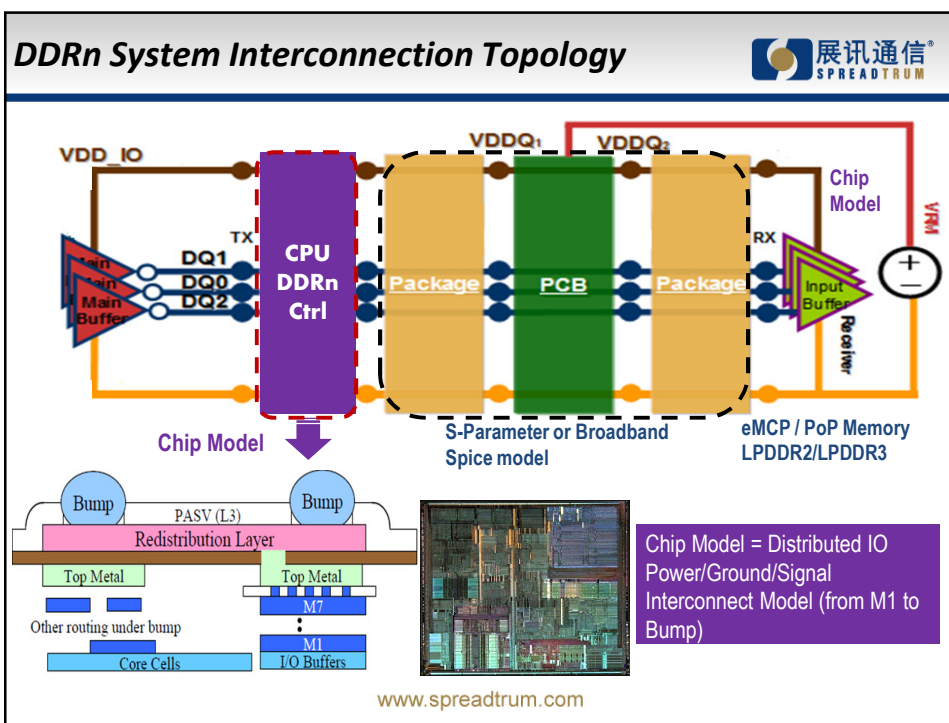 DDRn System Interconnection Topology
展讯通信®
SPREADTRUM
VDD_IO
VDDQ1
VDDQ2
Chip
Model
VRM
TX
RX
DQ1
DQ0
DQ2
Main
Main
Main
Buffer
CPU
DDRn
Ctrl
Package
PCB
Package
Input
Buffer
Receiver
Chip Model
S-Parameter or Broadband
Spice model
eMCP / PoP Memory
LPDDR2/LPDDR3
Bump
Bump
PASV (L3)
Redistribution Layer
Top Metal
Top Metal
M7
Other routing under bump
M1
Core Cells
I/O Buffers
Chip Model = Distributed IO
Power/Ground/Signal
Interconnect Model (from M1 to
Bump)
www.spreadtrum.com